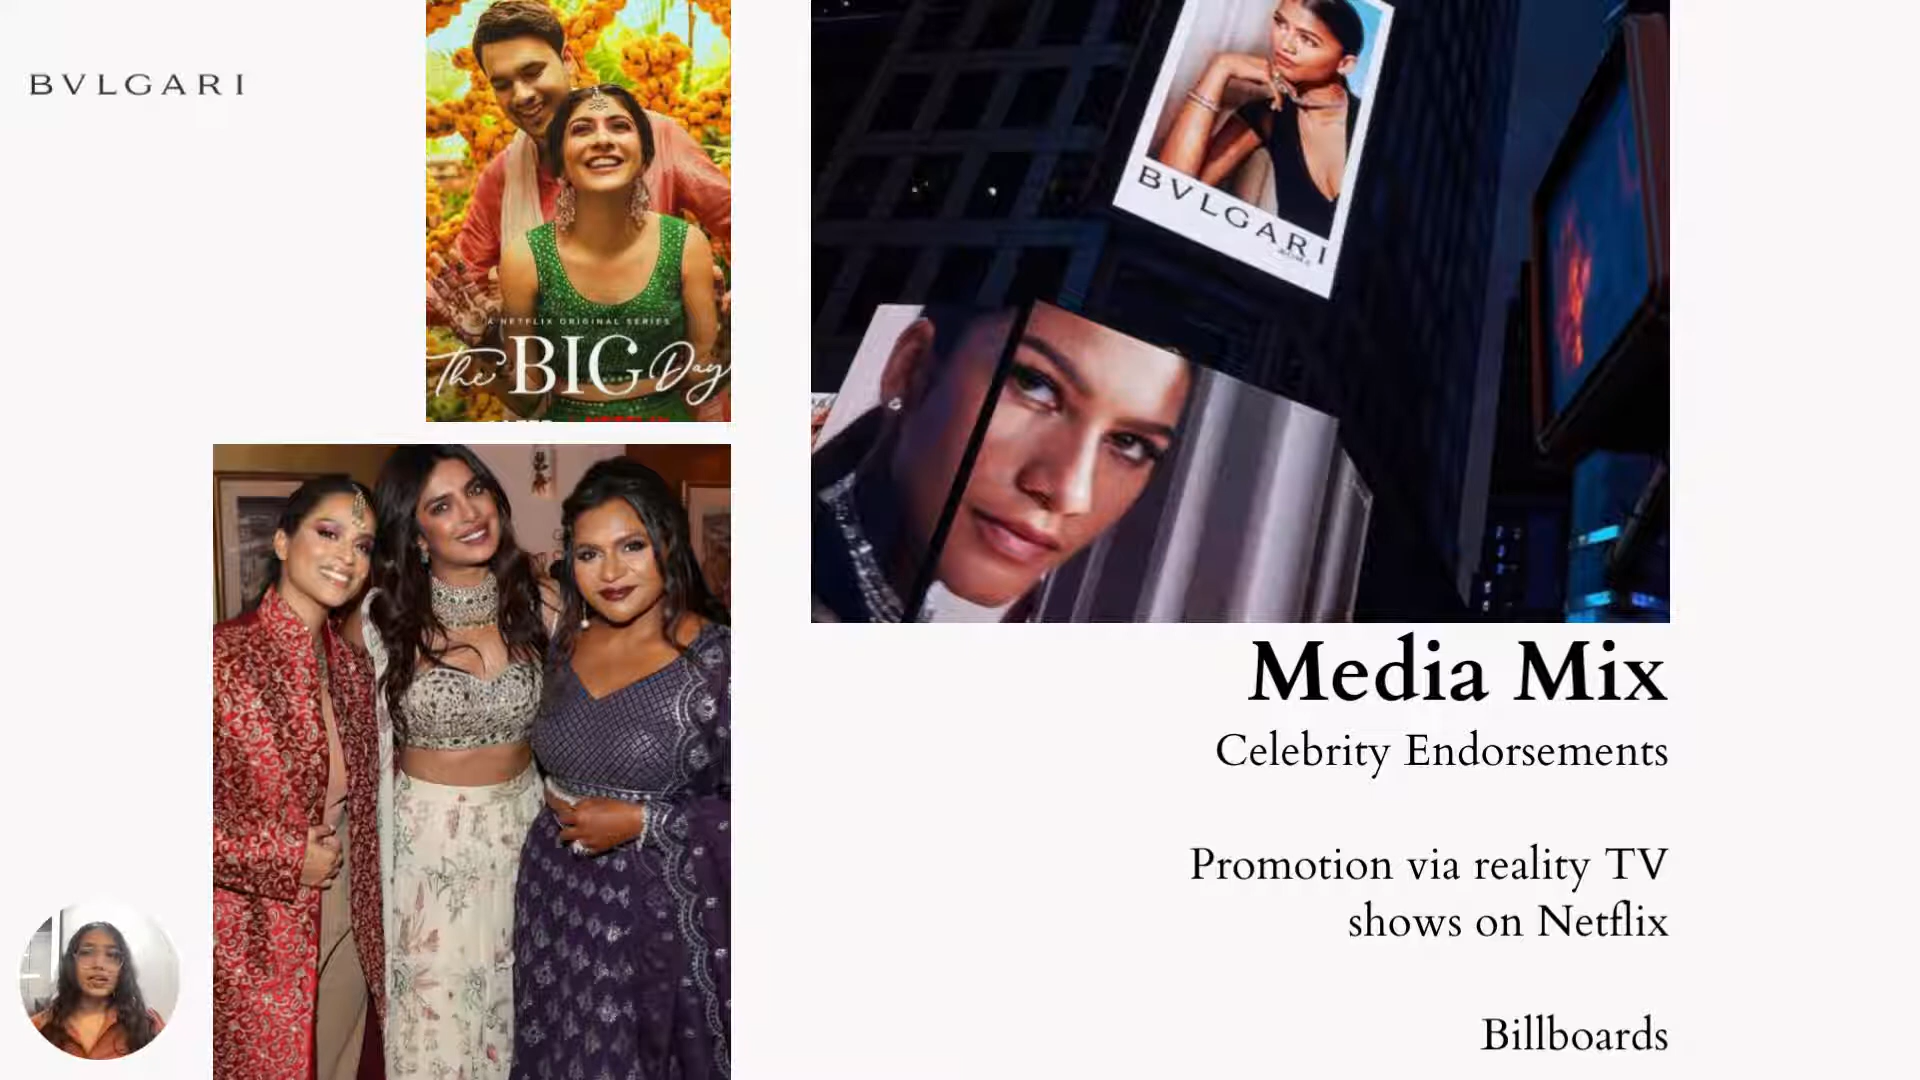 BVLGARI
A NETFLIX ORIGINAL SERIES
The BIG Day
BVLGARI
ROMA
Media Mix
Celebrity Endorsements
Promotion via reality TV
shows on Netflix
Billboards